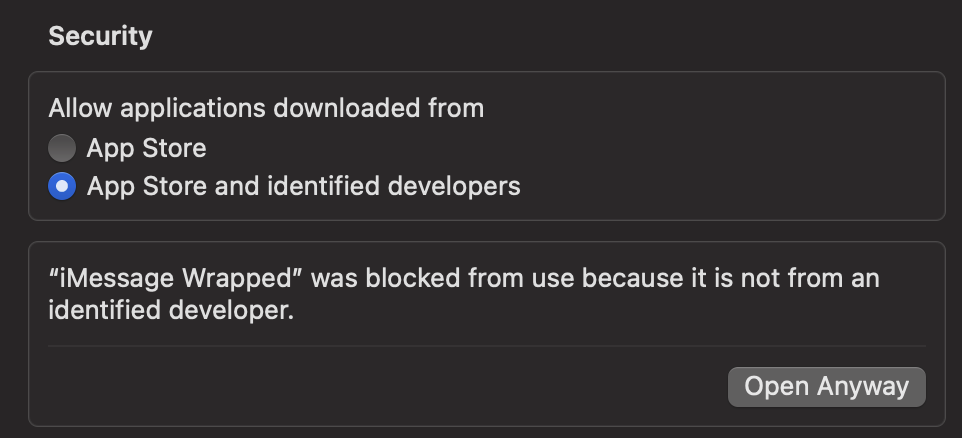 Security
Allow applications downloaded from
App Store
App Store and identified developers
“iMessage Wrapped” was blocked from use because it is not from an
identified developer.
Open Anyway